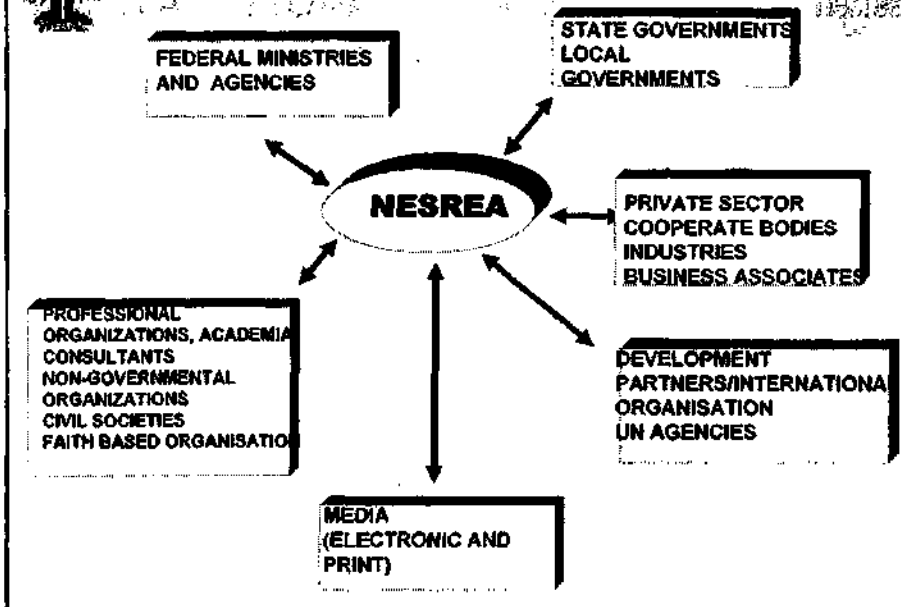 FEDERAL MINISTRIES
AND AGENCIES
STATE GOVERNMENTS
LOCAL
GOVERNMENTS
NESREA
PRIVATE SECTOR
COOPERATE BODIES
INDUSTRIES
BUSINESS ASSOCIATES
PROFESSIONAL
ORGANIZATIONS, ACADEMIA
CONSULTANTS
NON-GOVERNMENTAL
ORGANIZATIONS
CIVIL SOCIETIES
FAITH BASED ORGANISATION
DEVELOPMENT
PARTNERS/INTERNATIONA
ORGANISATION
UN AGENCIES
MEDIA
(ELECTRONIC AND
PRINT)